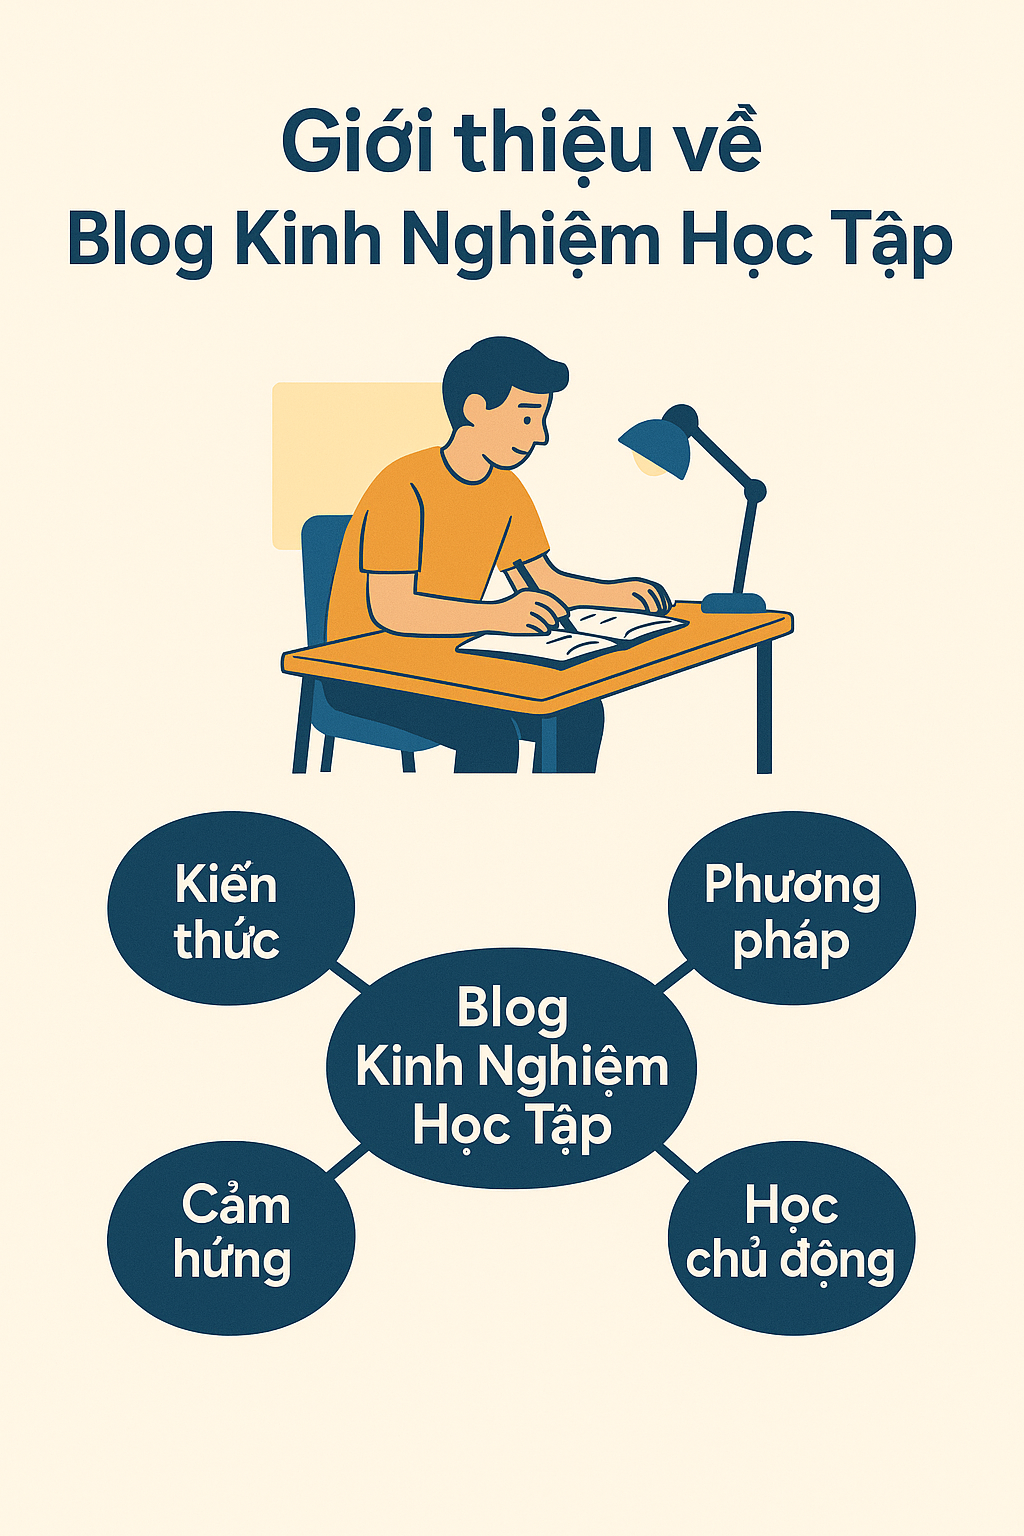 Giới thiệu về
Blog Kinh Nghiệm Học Tập
Kiến
thức
Phương
pháp
Blog
Kinh Nghiệm
Học Tập
Cảm
hứng
Học
chủ động